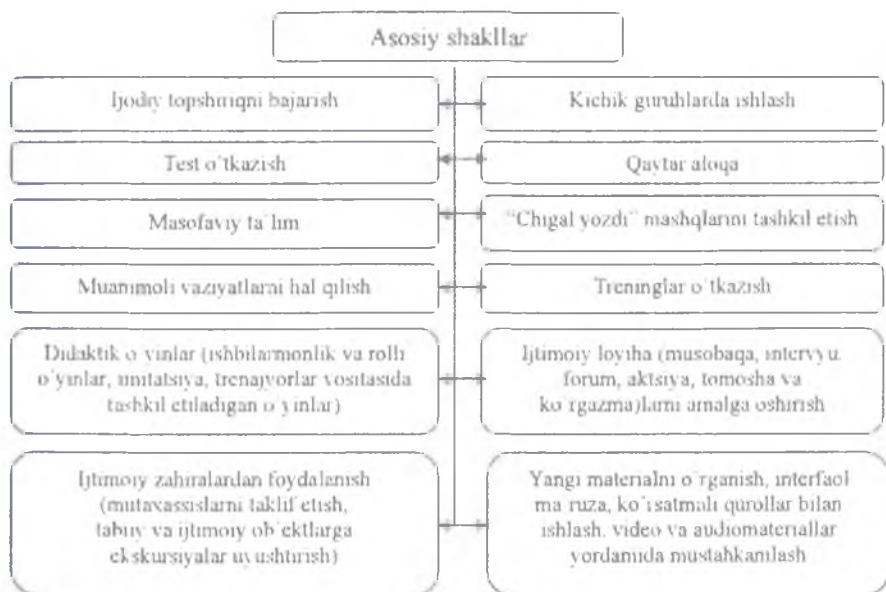 Asosiy shakllar
Ijodiy topshiriqni bajarish
Kichik guruhlarda ishlash
Test o'tkazish
Qaytar aloqa
Masofaviy ta'lim
"Chigal yozdi" mashqlarini tashkil etish
Muammoli vaziyatlarni hal qilish
Treninglar o'tkazish
Didaktik o'yinlar (ishbilarmonlik va rolli
o'yinlar, imitatsiya, trenajyorlar vositasida
tashkil etiladigan o'yinlar)
Ijtimoiy loyiha (musobaqa, intervyu,
forum, aktsiya, tomosha va
ko'rgazma)larni amalga oshirish
Ijtimoiy zahiralardan foydalanish
(mutaxassislarni taklif etish,
tabiiy va ijtimoiy ob'ektlarga
ekskursiyalar uyushtirish)
Yangi materialni o'rganish, interfaol
ma'ruza, ko'rsatmali qurollar bilan
ishlash, video va audiomateriallar
yordamida mustahkamlash